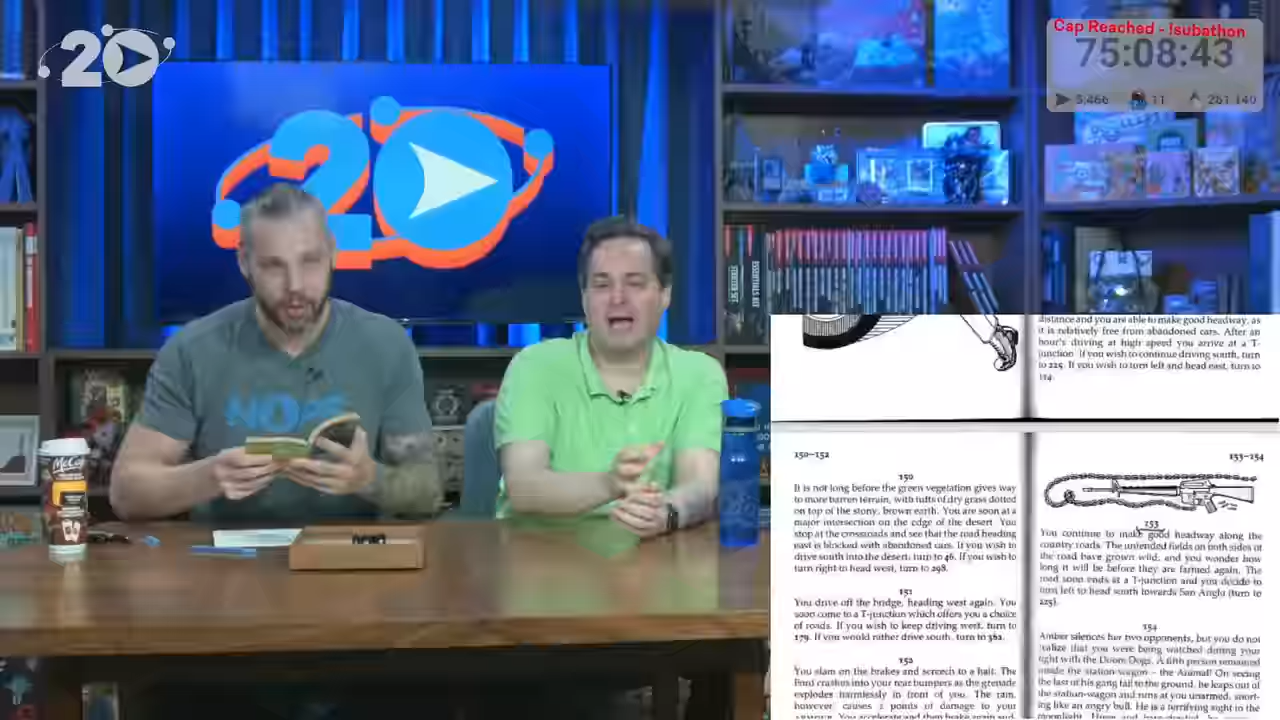 20
Cap Reached - !subathon
75:08:43
11
NOPE
McCafé
distance and you are able to make good headway, as
it is relatively free from abandoned cars. After an
hour's driving at high speed you arrive at a T-
junction. If you wish to continue driving south, turn
to 225. If you wish to turn left and head east, turn to
114.
150-152
150
It is not long before the green vegetation gives way
to more barren terrain, with tufts of dry grass dotted
on top of the stony, brown earth. You are soon at a
major intersection on the edge of the desert. You
stop at the crossroads and see that the road heading
east is blocked with abandoned cars. If you wish to
drive south into the desert, turn to 46. If you wish to
turn right to head west, turn to 298.
151
You drive off the bridge, heading west again. You
soon come to a T-junction which offers you a choice
of roads. If you wish to keep driving west, turn to
179. If you would rather drive south, turn to 362.
152
You slam on the brakes and screech to a halt. The
Ford crashes into your rear bumpers as the grenade
explodes harmlessly in front of you. The ram,
however, causes 2 points of damage to your
153-154
153
You continue to make good headway along the
country roads. The untended fields on both sides of
the road have grown wild, and you wonder how
long it will be before they are farmed again. The
road soon ends at a T-junction and you decide to
turn left to head south towards San Anglo (turn to
225).
154
Amber silences her two opponents, but you do not
realize that you were being watched during your
fight with the Doom Dogs. A fifth person remained
inside the station-wagon - the Animal! On seeing
the last of his gang fall to the ground, he leaps out of
the station-wagon and runs at you unarmed, snort-
ing like an angry bull. He is a terrifying sight in the